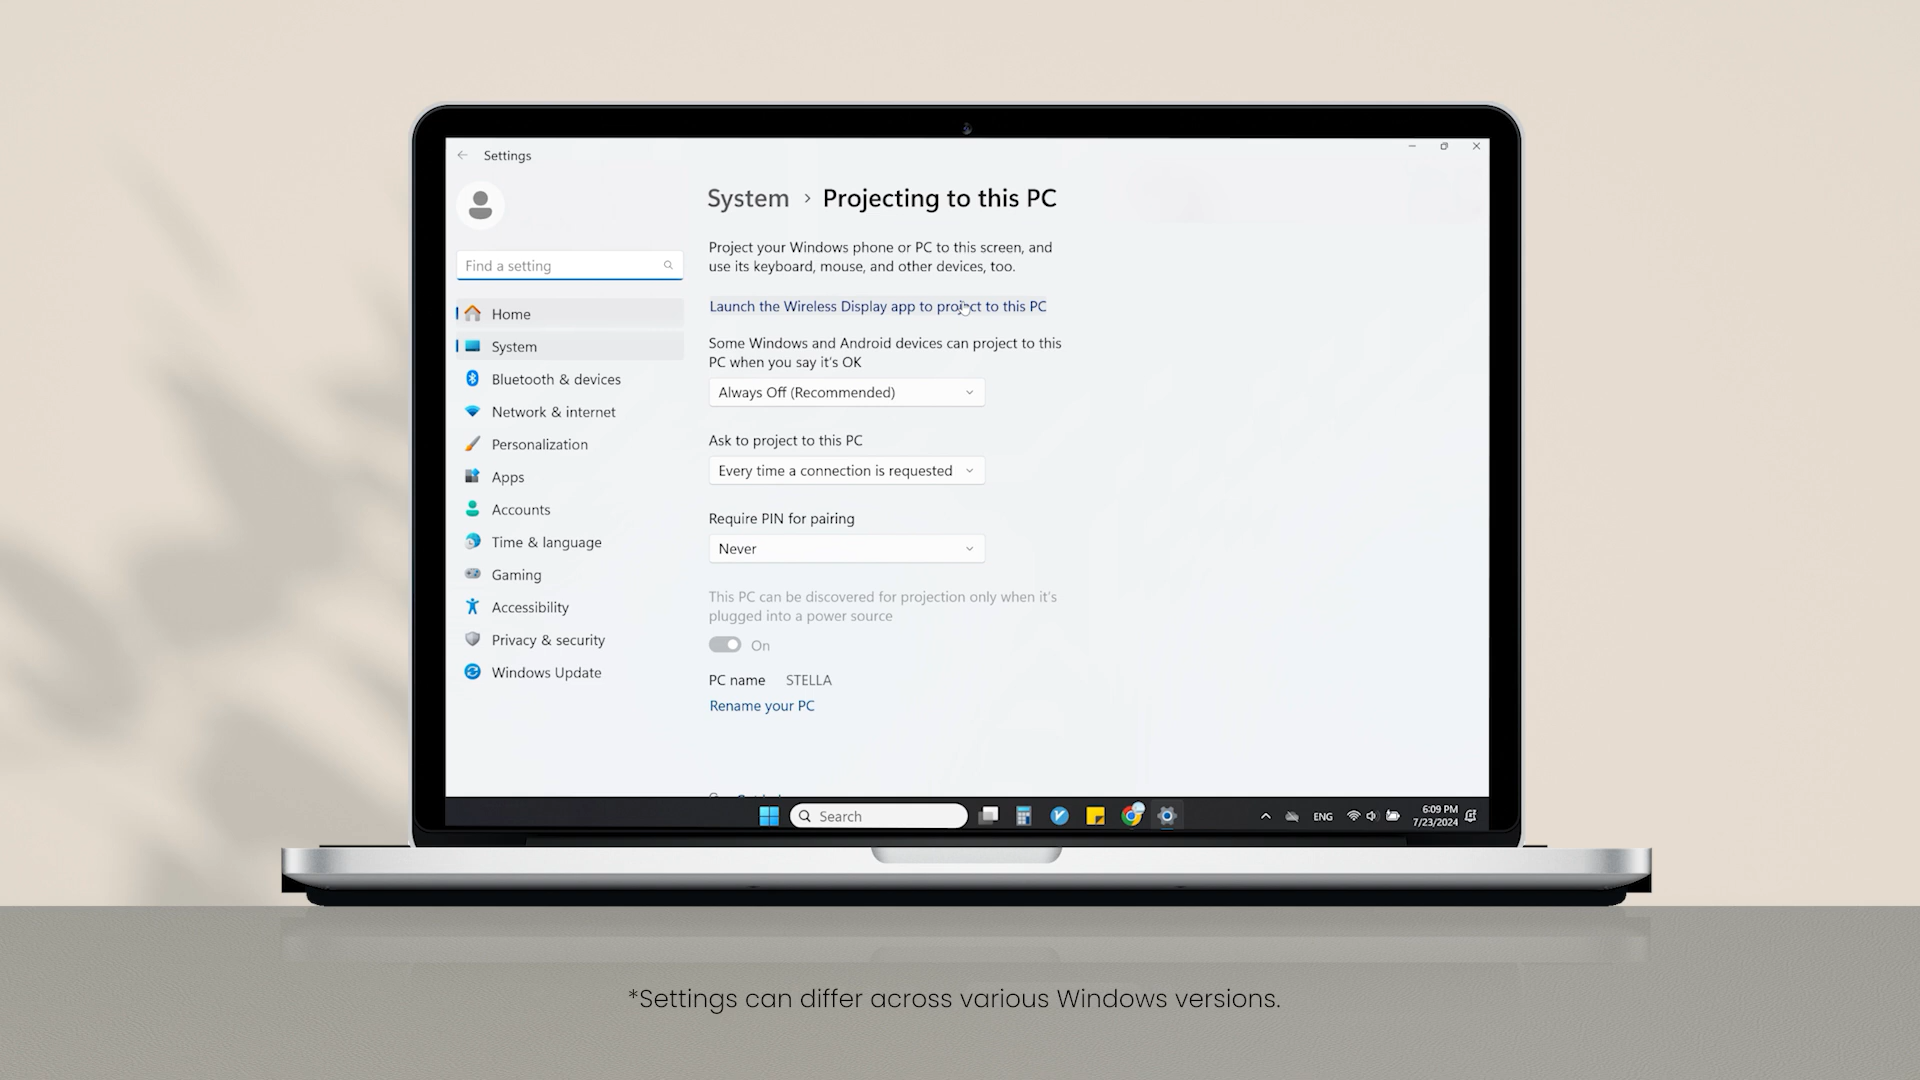 Settings
System › Projecting to this PC
Project your Windows phone or PC to this screen, and
use its keyboard, mouse, and other devices, too.
Find a setting
Launch the Wireless Display app to project to this PC
Home
Some Windows and Android devices can project to this
PC when you say it's OK
System
Bluetooth & devices
Always Off (Recommended)
Network & internet
Ask to project to this PC
Personalization
Every time a connection is requested
Apps
Accounts
Require PIN for pairing
Time & language
Never
Gaming
This PC can be discovered for projection only when it's
plugged into a power source
Accessibility
On
Privacy & security
Windows Update
PC name STELLA
Rename your PC
Search
ENG
6:09 PM
7/23/2024
*Settings can differ across various Windows versions.